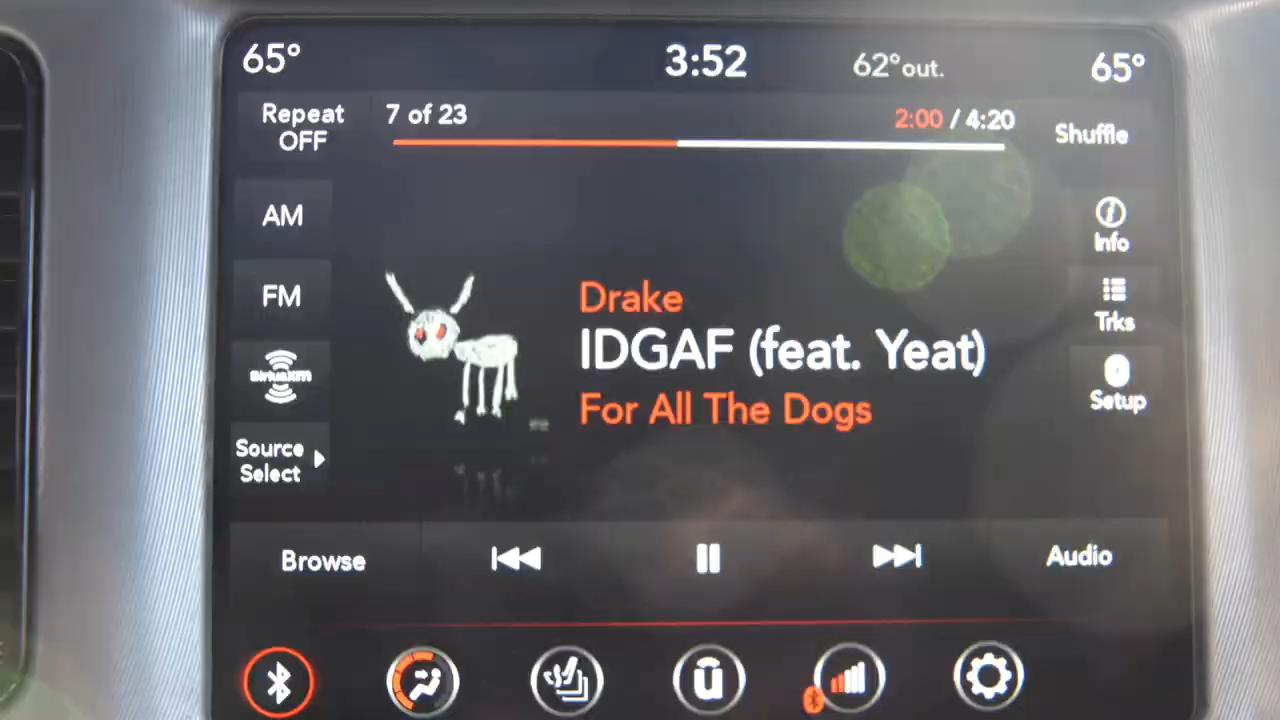 65°
3:52
62° out.
65°
Repeat
OFF
7 of 23
2:00 / 4:20
Shuffle
AM
Info
FM
Drake
Trks
IDGAF (feat. Yeat)
SiriusXM
Setup
For All The Dogs
Source
Select
Browse
Audio